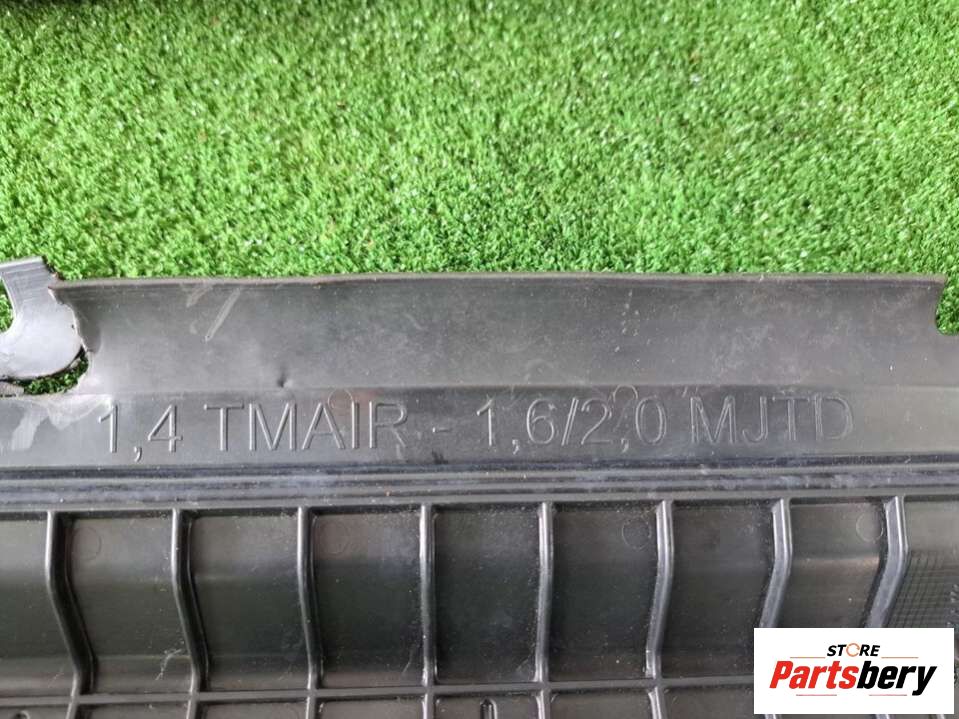 1,4 TMAIR - 1,6/2,0 MJTD
STORE
Partsbery